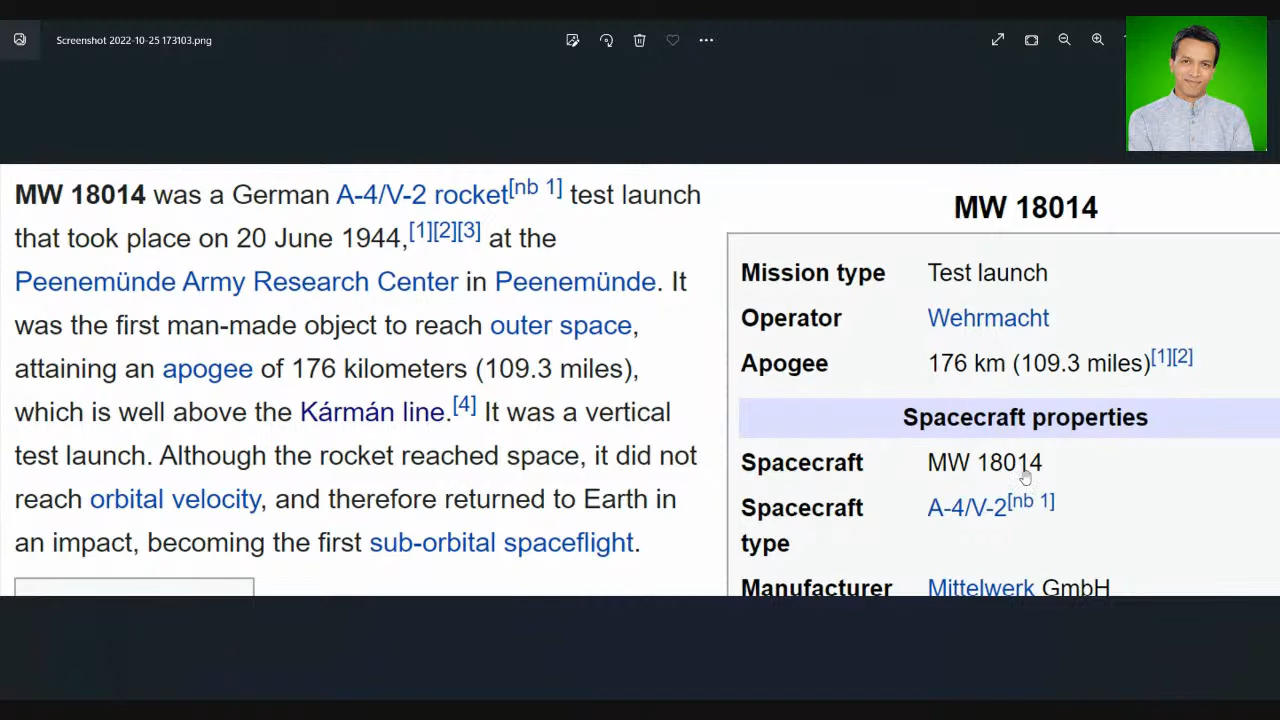 Screenshot 2022-10-25 173103.png
MW 18014 was a German A-4/V-2 rocket[nb 1] test launch
that took place on 20 June 1944,[1][2][3] at the
Peenemünde Army Research Center in Peenemünde. It
was the first man-made object to reach outer space,
attaining an apogee of 176 kilometers (109.3 miles),
which is well above the Kármán line.[4] It was a vertical
test launch. Although the rocket reached space, it did not
reach orbital velocity, and therefore returned to Earth in
an impact, becoming the first sub-orbital spaceflight.
MW 18014
Mission type Test launch
Operator Wehrmacht
Apogee 176 km (109.3 miles)[1][2]
Spacecraft properties
Spacecraft MW 18014
Spacecraft A-4/V-2[nb 1]
type
Manufacturer Mittelwerk GmbH